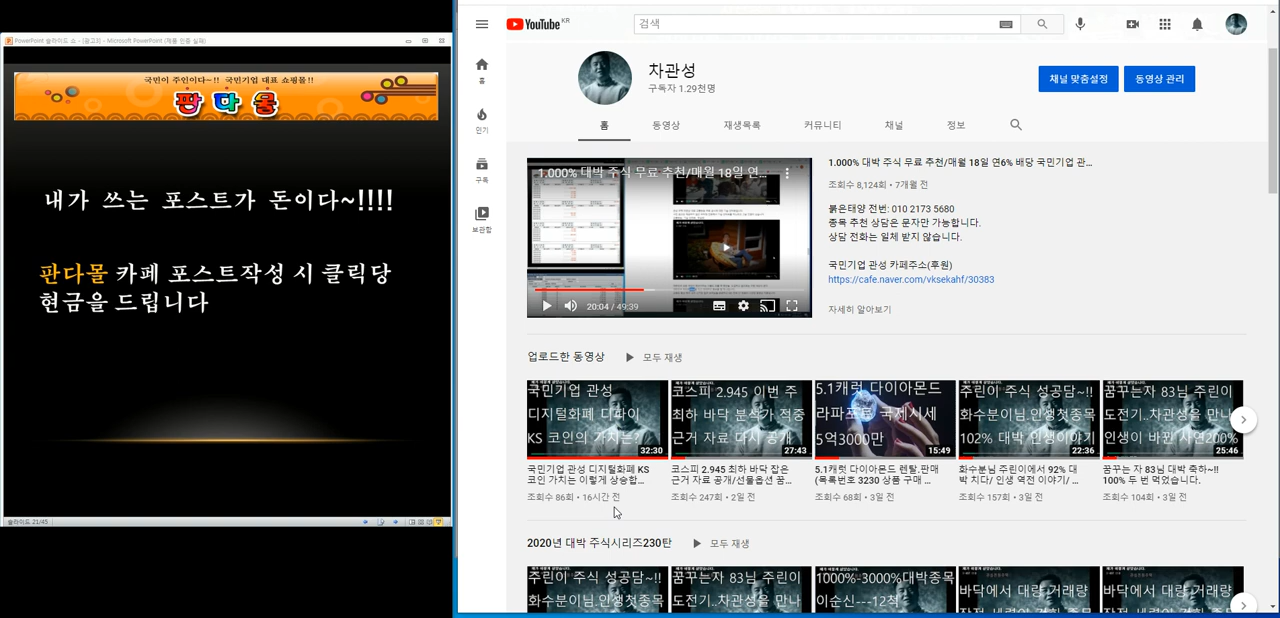 PowerPoint 슬라이드 쇼 - [광고1] - Microsoft PowerPoint (제품 인증 실패)
국민이 주인이다~!! 국민기업 대표 쇼핑몰!!
판다몰
내가 쓰는 포스트가 돈이다~!!!!
판다몰 카페 포스트작성 시 클릭당
현금을 드립니다
슬라이드 21/45
YouTube KR
검색
홈
인기
구독
보관함
차관성
구독자 1.29천명
채널 맞춤설정
동영상 관리
홈 동영상 재생목록 커뮤니티 채널 정보
1.000% 대박 주식 무료 추천/매월 18일 연...
20:04 / 49:39
1.000% 대박 주식 무료 추천/매월 18일 연6% 배당 국민기업 관...
조회수 8,124회 • 7개월 전
붉은태양 전번: 010 2173 5680
종목 추천 상담은 문자만 가능합니다.
상담 전화는 일체 받지 않습니다.
국민기업 관성 카페주소(후원)
https://cafe.naver.com/vksekahf/30383
자세히 알아보기
업로드한 동영상 모두 재생
국민기업 관성
디지털화폐 디파이
KS 코인의 가치는?
32:30
국민기업 관성 디지털화폐 KS
코인 가치는 이렇게 상승합...
조회수 86회 • 16시간 전
코스피 2.945 이번 주
최하 바닥 분석가 적중
근거 자료 다시 공개
27:43
코스피 2.945 최하 바닥 잡은
근거 자료 공개/선물옵션 꿈...
조회수 247회 • 2일 전
5.1캐럿 다이아몬드
라파포트 국제시세
5억3000만
15:49
5.1캐럿 다이아몬드 렌탈.판매
(목록번호 3230 상품 구매 ...
조회수 68회 • 3일 전
주린이 주식 성공담~!!
화수분이님.인생첫종목
102% 대박 인생이야기
22:36
화수분님 주린이에서 92% 대
박 치다/ 인생 역전 이야기/ ...
조회수 157회 • 3일 전
꿈꾸는자 83님 주린이
도전기..차관성을 만나
인생이 바뀐 사연200%
25:46
꿈꾸는 자 83님 대박 축하~!!
100% 두 번 먹었습니다.
조회수 104회 • 3일 전
2020년 대박 주식시리즈230탄 모두 재생
주린이 주식 성공담~!!
화수분이님.인생첫종목
꿈꾸는자 83님 주린이
도전기..차관성을 만나
1000%-3000%대박종목
이순신---12척
바닥에서 대량 거래량
바닥에서 대량 거래량